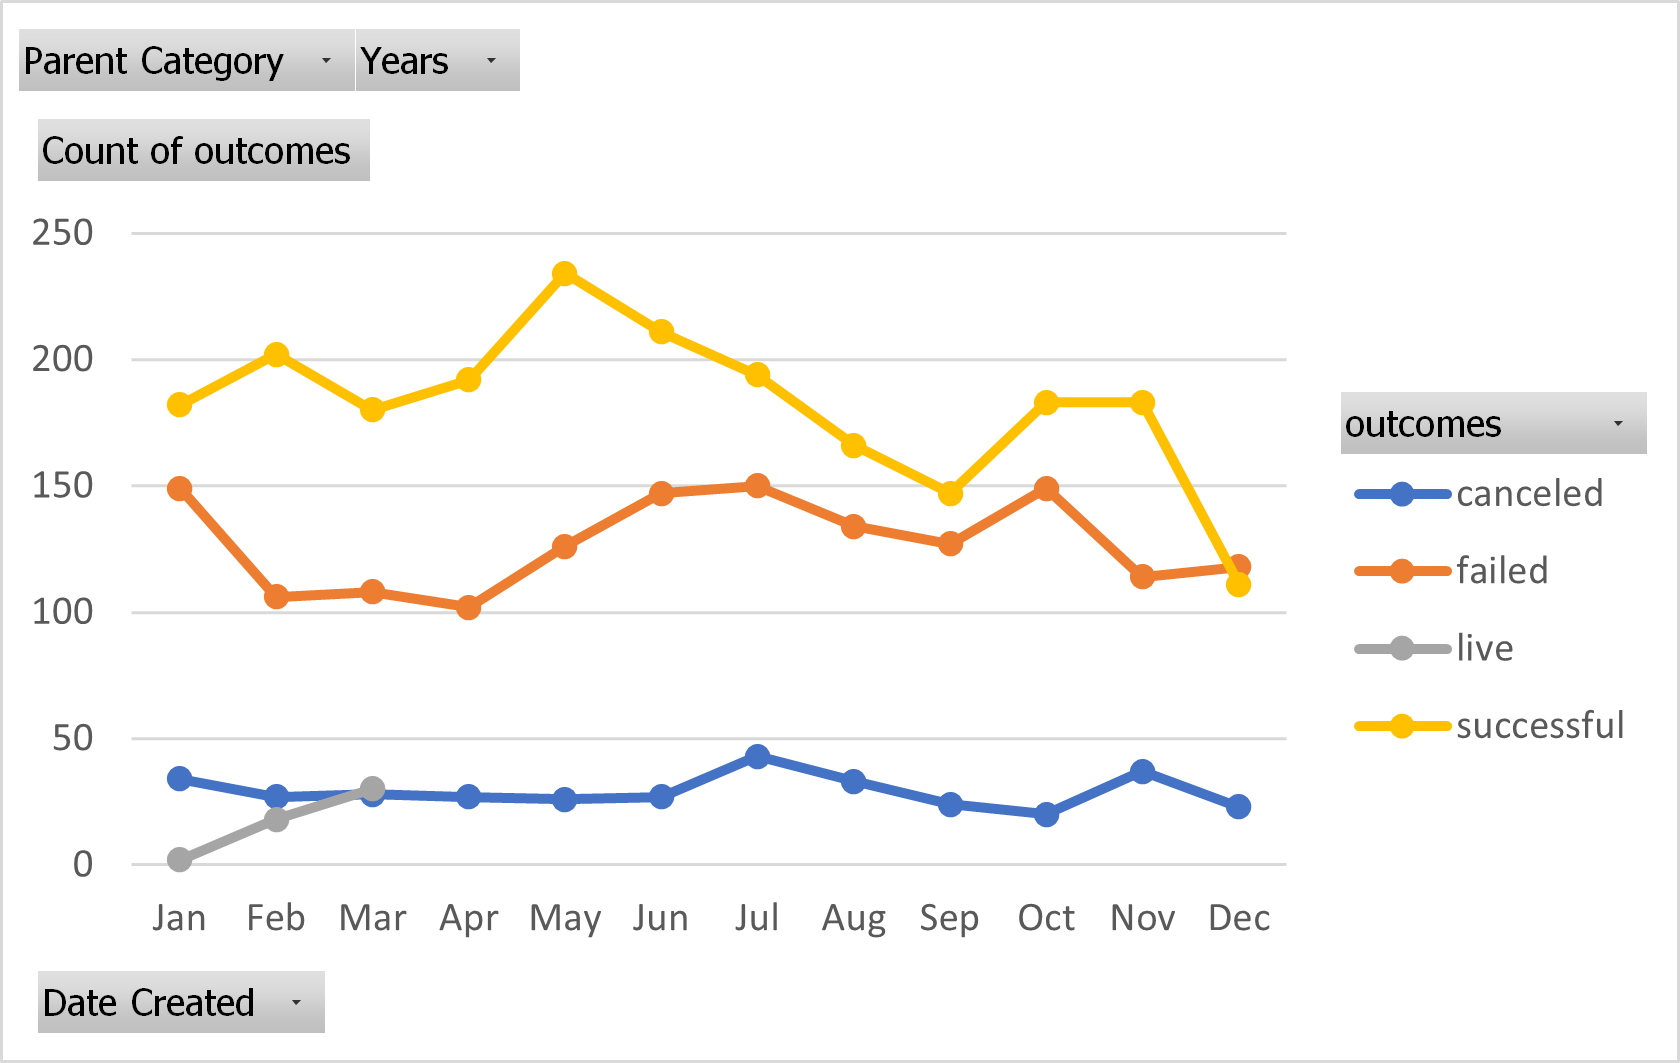 Parent Category Years
Count of outcomes
250
200
150
100
50
0
Jan Feb Mar Apr May Jun Jul Aug Sep Oct Nov Dec
outcomes
canceled
failed
live
successful
Date Created